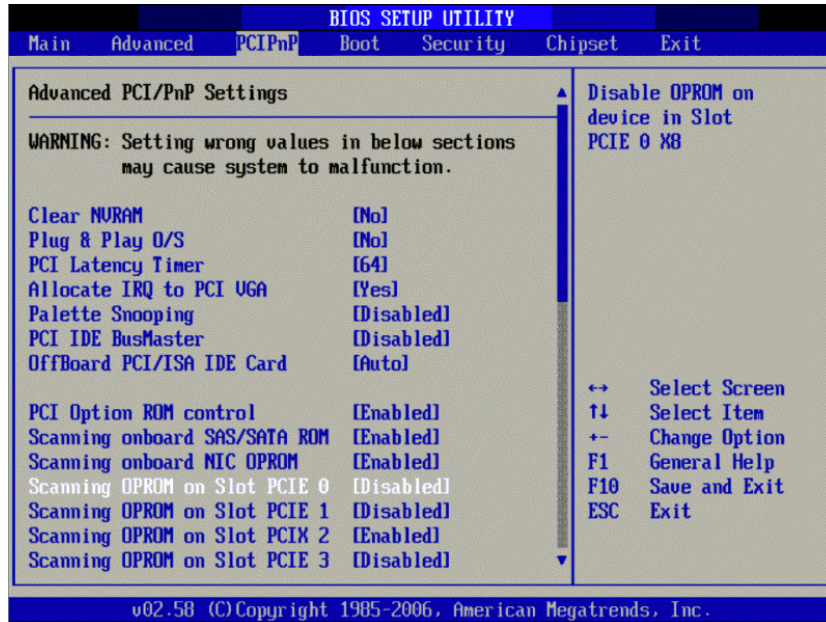 BIOS SETUP UTILITY
Main Advanced PCIPnP Boot Security Chipset Exit
Advanced PCI/PnP Settings
WARNING: Setting wrong values in below sections
may cause system to malfunction.
Clear NVRAM [No]
Plug & Play O/S [No]
PCI Latency Timer [64]
Allocate IRQ to PCI VGA [Yes]
Palette Snooping [Disabled]
PCI IDE BusMaster [Disabled]
OffBoard PCI/ISA IDE Card [Auto]
PCI Option ROM control [Enabled]
Scanning onboard SAS/SATA ROM [Enabled]
Scanning onboard NIC OPROM [Enabled]
Scanning OPROM on Slot PCIE 0 [Disabled]
Scanning OPROM on Slot PCIE 1 [Disabled]
Scanning OPROM on Slot PCIX 2 [Enabled]
Scanning OPROM on Slot PCIE 3 [Disabled]
Disable OPROM on
device in Slot
PCIE 0 X8
↔ Select Screen
↑↓ Select Item
+- Change Option
F1 General Help
F10 Save and Exit
ESC Exit
v02.58 (C)Copyright 1985-2006, American Megatrends, Inc.